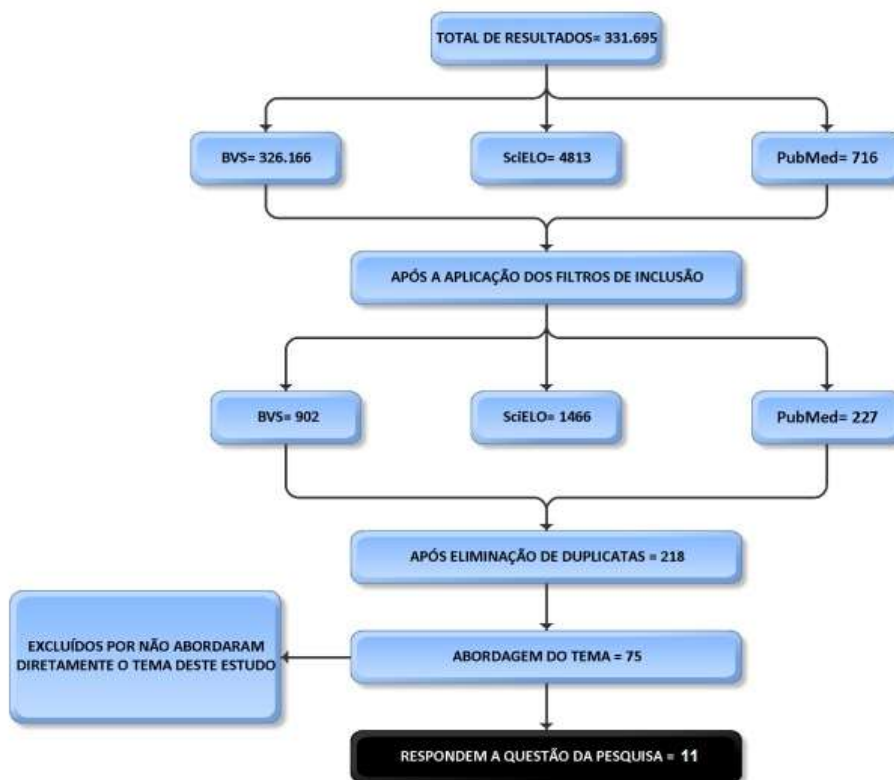 TOTAL DE RESULTADOS= 331.695
BVS= 326.166
SciELO= 4813
PubMed= 716
APÓS A APLICAÇÃO DOS FILTROS DE INCLUSÃO
BVS= 902
SciELO= 1466
PubMed= 227
APÓS ELIMINAÇÃO DE DUPLICATAS = 218
EXCLUÍDOS POR NÃO ABORDARAM
DIRETAMENTE O TEMA DESTE ESTUDO
ABORDAGEM DO TEMA = 75
RESPONDEM A QUESTÃO DA PESQUISA = 11